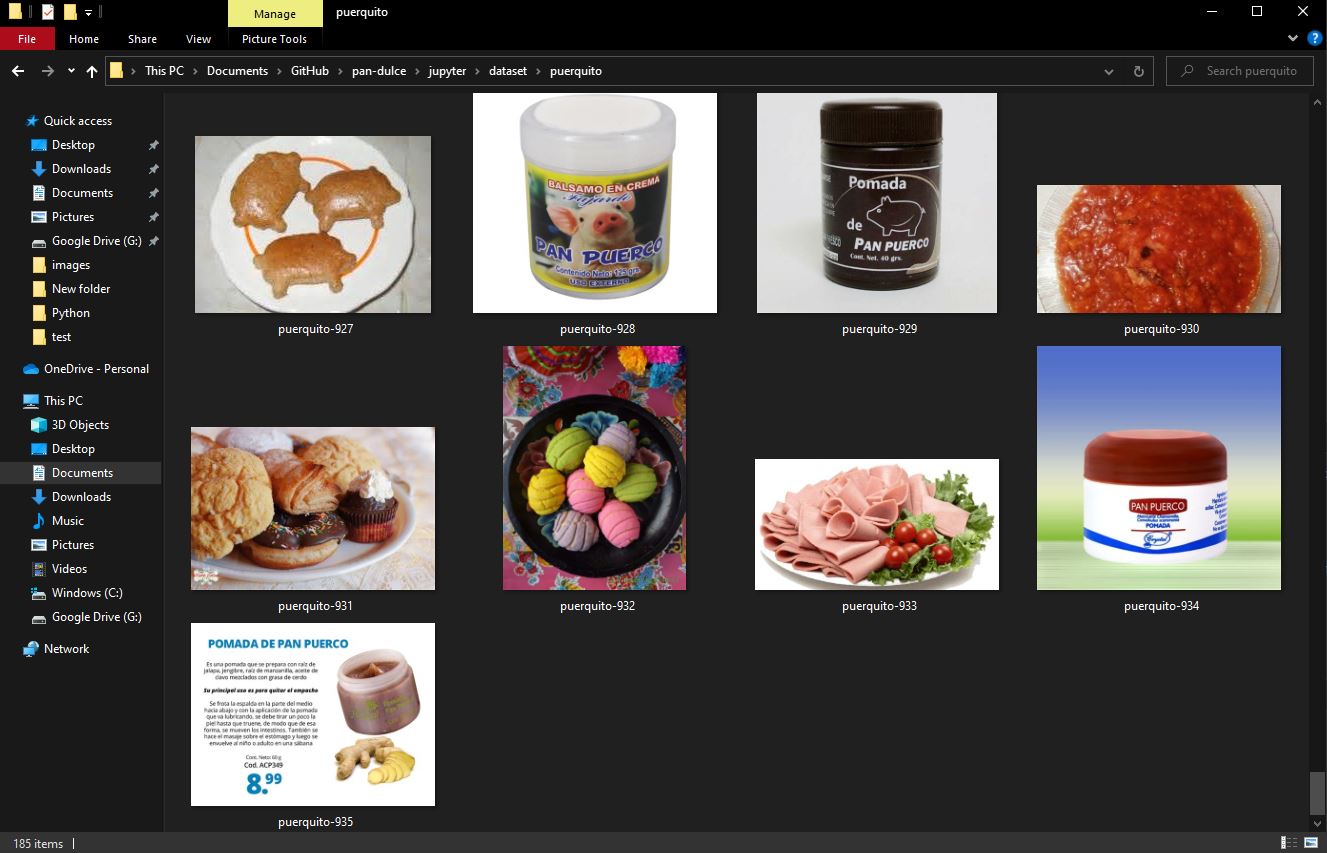 Manage
puerquito
File
Home
Share
View
Picture Tools
This PC
Documents
GitHub
pan-dulce
jupyter
dataset
puerquito
Search puerquito
Quick access
Desktop
Downloads
Documents
Pictures
Google Drive (G:)
images
New folder
Python
test
OneDrive - Personal
This PC
3D Objects
Desktop
Documents
Downloads
Music
Pictures
Videos
Windows (C:)
Google Drive (G:)
Network
puerquito-927
BALSAMO EN CREMA
Fajardo
PAN PUERCO
Contenido Neto: 125 grs.
USO EXTERNO
puerquito-928
Pomada
de
PAN PUERCO
Cont. Net. 40 grs.
puerquito-929
puerquito-930
puerquito-931
puerquito-932
puerquito-933
PAN PUERCO
POMADA
Crystal
puerquito-934
POMADA DE PAN PUERCO
Es una pomada que se prepara con raíz de
jalapa, jengibre, raíz de manzanilla, aceite de
clavo mezclados con grasa de cerdo
Su principal uso es para quitar el empacho
Se frota la espalda en la parte del medio
hacia abajo y con la aplicación de la pomada
que va lubricando, se debe tirar un poco la
piel hasta que truene, de modo que de esa
forma, se mueven los intestinos. También se
hace el masaje sobre el estómago y luego se
envuelve al niño o adulto en una sábana
Cont. Neto: 60 g
Cod. ACP349
8.99
puerquito-935
185 items